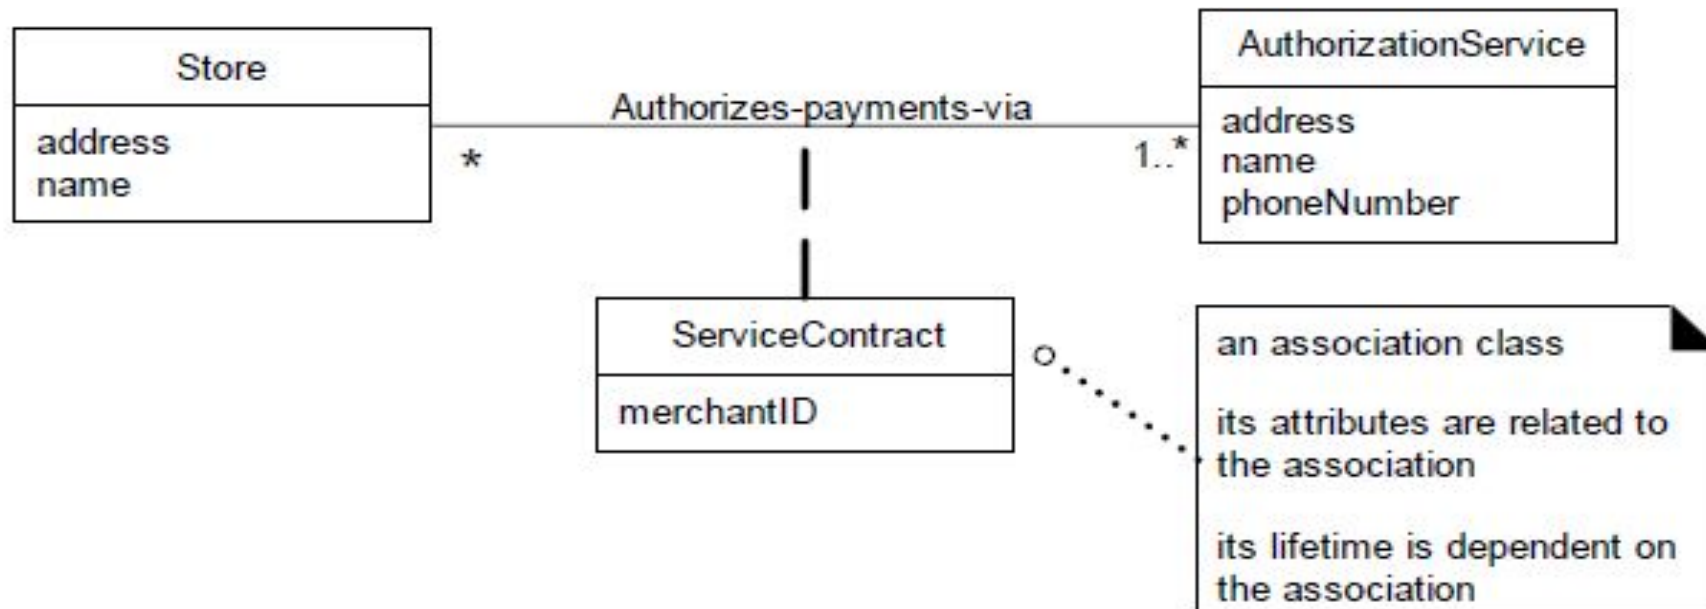 Store
address
name
Authorizes-payments-via
*
1..*
AuthorizationService
address
name
phoneNumber
ServiceContract
merchantID
an association class
its attributes are related to
the association
its lifetime is dependent on
the association